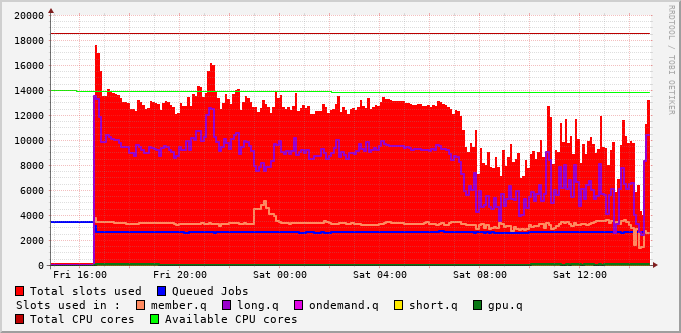 RRDTOOL / TOBI OETIKER
20000
18000
16000
14000
12000
10000
8000
6000
4000
2000
0
Fri 16:00 Fri 20:00 Sat 00:00 Sat 04:00 Sat 08:00 Sat 12:00
Total slots used Queued Jobs
Slots used in : member.q long.q ondemand.q short.q gpu.q
Total CPU cores Available CPU cores